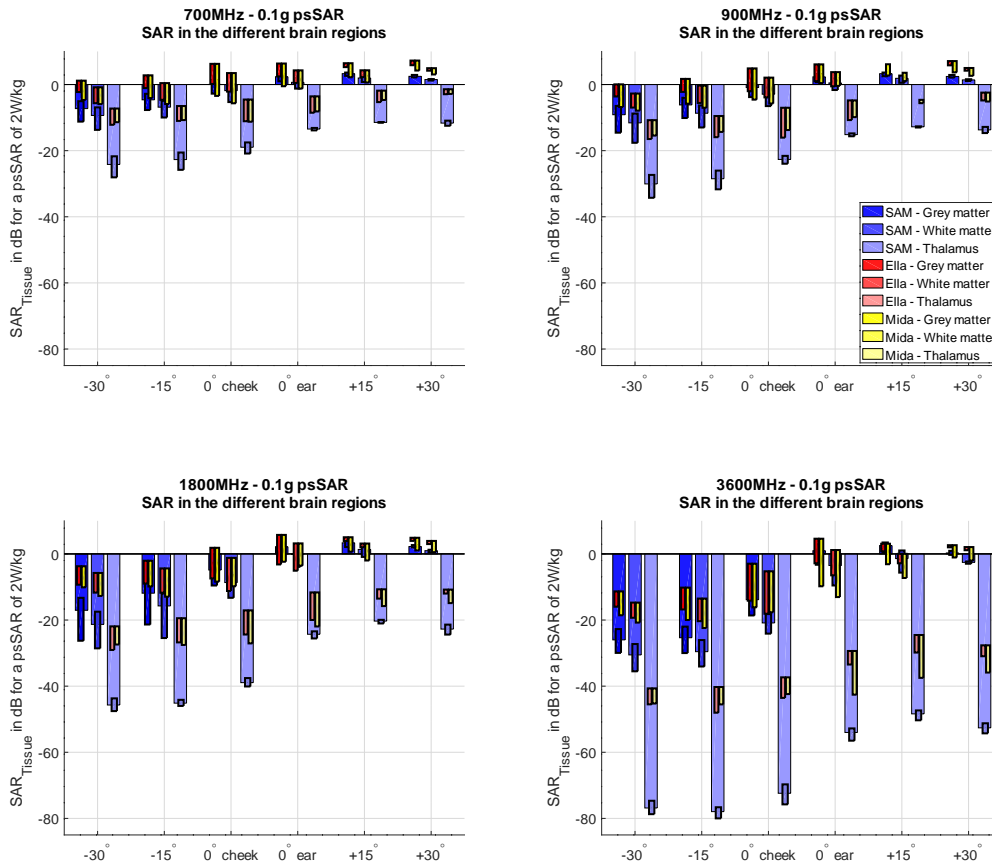 700MHz - 0.1g psSAR
SAR in the different brain regions
SAR_Tissue in dB for a psSAR of 2W/kg
0
-20
-40
-60
-80
-30° -15° 0° cheek 0° ear +15° +30°
900MHz - 0.1g psSAR
SAR in the different brain regions
SAR_Tissue in dB for a psSAR of 2W/kg
0
-20
-40
-60
-80
-30° -15° 0° cheek 0° ear +15° +30°
SAM - Grey matter
SAM - White matte
SAM - Thalamus
Ella - Grey matter
Ella - White matter
Ella - Thalamus
Mida - Grey matter
Mida - White matte
Mida - Thalamus
1800MHz - 0.1g psSAR
SAR in the different brain regions
SAR_Tissue in dB for a psSAR of 2W/kg
0
-20
-40
-60
-80
-30° -15° 0° cheek 0° ear +15° +30°
3600MHz - 0.1g psSAR
SAR in the different brain regions
SAR_Tissue in dB for a psSAR of 2W/kg
0
-20
-40
-60
-80
-30° -15° 0° cheek 0° ear +15° +30°